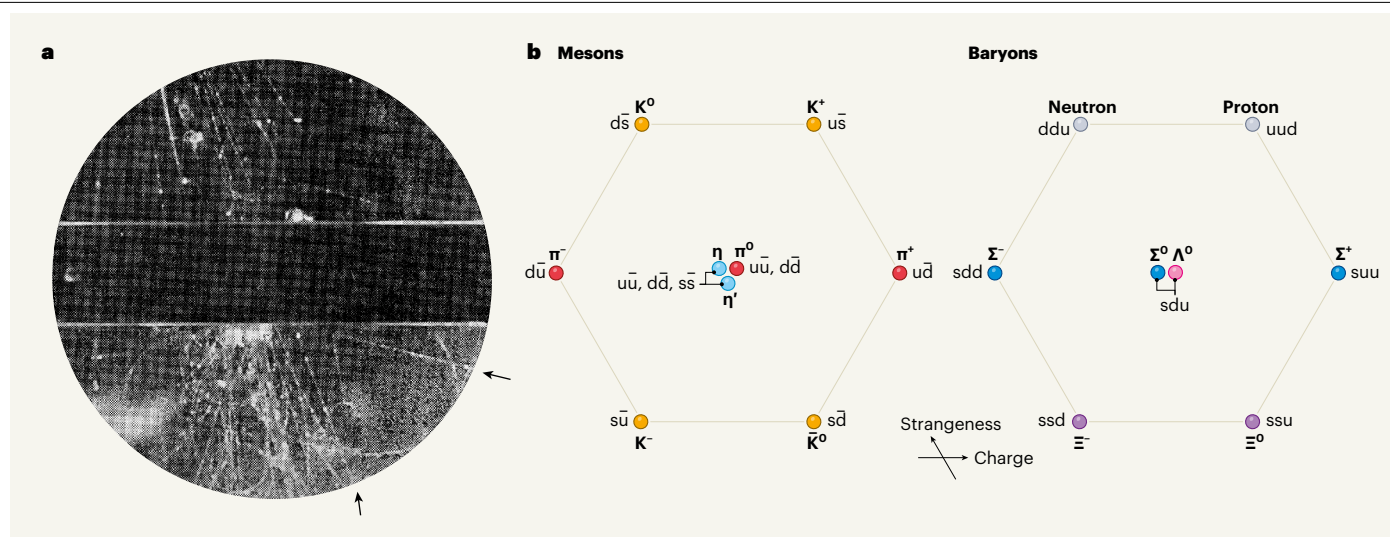 a
b Mesons
K⁰
ds̄
K⁺
us̄
π⁻
dū
η π⁰
uū, dd̄
uū, dd̄, ss̄
η′
π⁺
ud̄
sū
K⁻
sd̄
K̄⁰
Baryons
Neutron
ddu
Proton
uud
Σ⁻
sdd
Σ⁰ Λ⁰
sdu
Σ⁺
suu
ssd
Ξ⁻
ssu
Ξ⁰
Strangeness
Charge